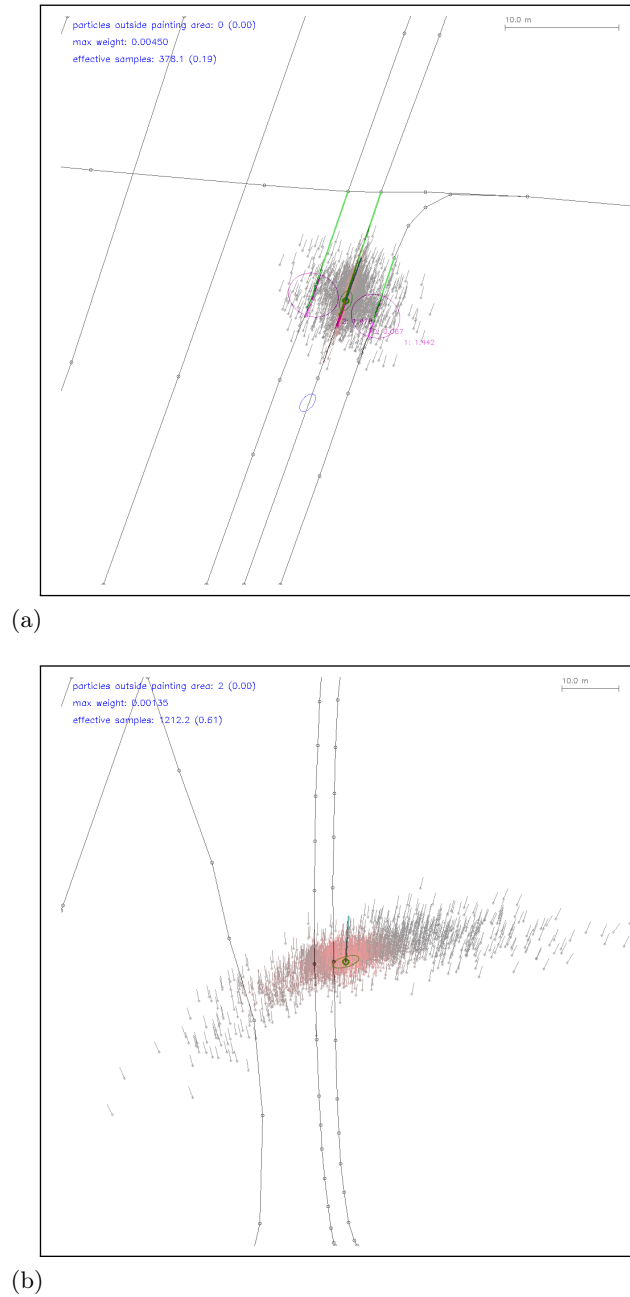 particles outside painting area: 0 (0.00)
10.0 m
max weight: 0.00450
effective samples: 378.1 (0.19)
1: 1.442
(a)
particles outside painting area: 2 (0.00)
10.0 m
max weight: 0.00135
effective samples: 1212.2 (0.61)
(b)